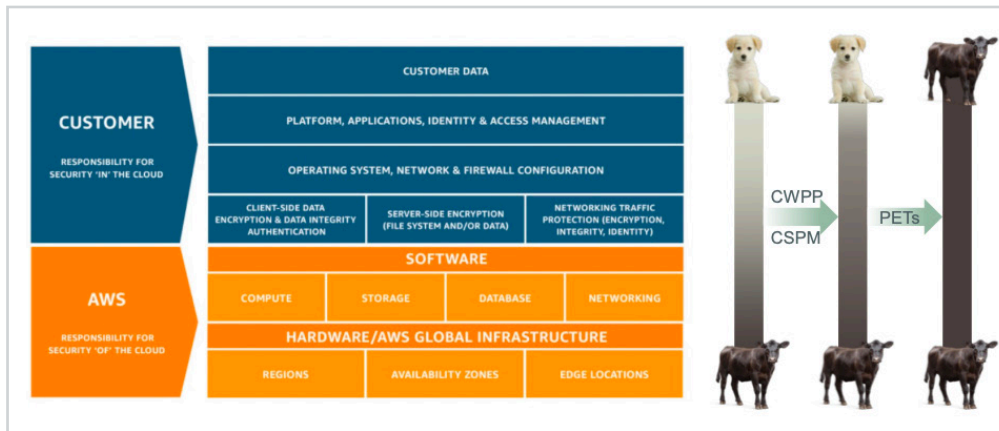 CUSTOMER
RESPONSIBILITY FOR
SECURITY 'IN' THE CLOUD
CUSTOMER DATA
PLATFORM, APPLICATIONS, IDENTITY & ACCESS MANAGEMENT
OPERATING SYSTEM, NETWORK & FIREWALL CONFIGURATION
CLIENT-SIDE DATA
ENCRYPTION & DATA INTEGRITY
AUTHENTICATION
SERVER-SIDE ENCRYPTION
(FILE SYSTEM AND/OR DATA)
NETWORKING TRAFFIC
PROTECTION (ENCRYPTION,
INTEGRITY, IDENTITY)
AWS
RESPONSIBILITY FOR
SECURITY 'OF' THE CLOUD
SOFTWARE
COMPUTE
STORAGE
DATABASE
NETWORKING
HARDWARE/AWS GLOBAL INFRASTRUCTURE
REGIONS
AVAILABILITY ZONES
EDGE LOCATIONS
CWPP
CSPM
PETs